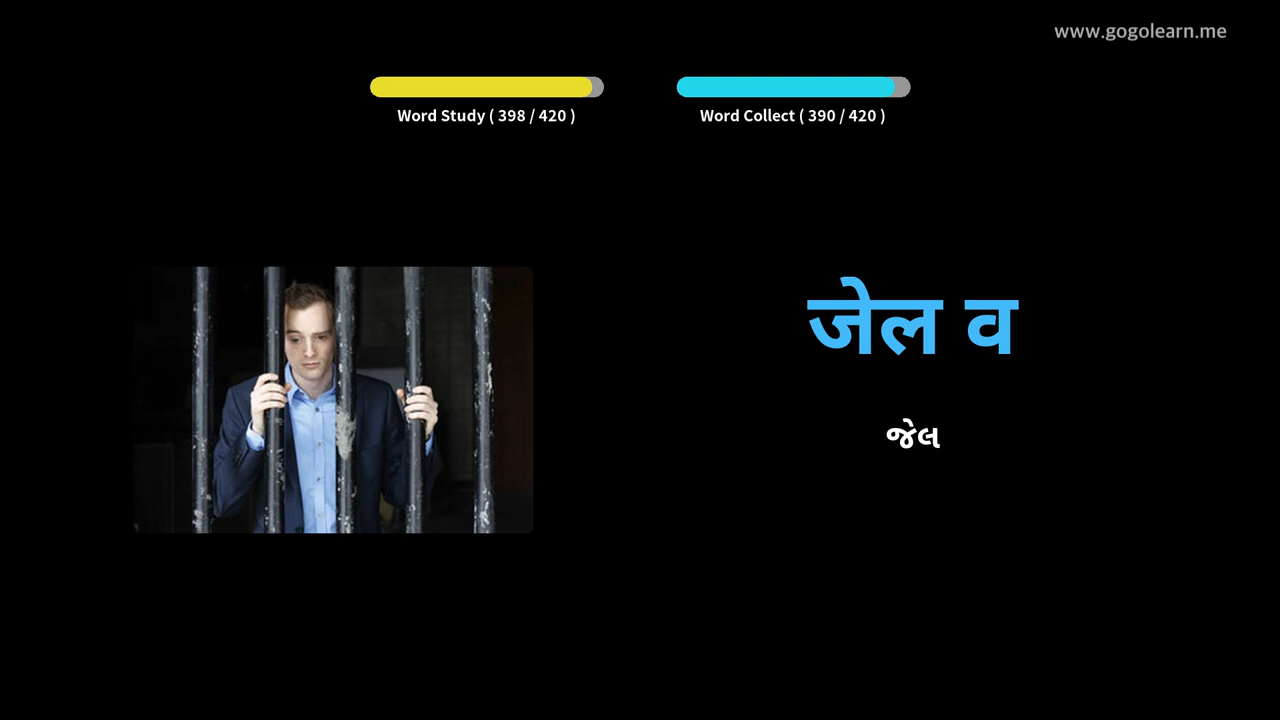 www.gogolearn.me
Word Study ( 398 / 420 )
Word Collect ( 390 / 420 )
जेल व
જેલ